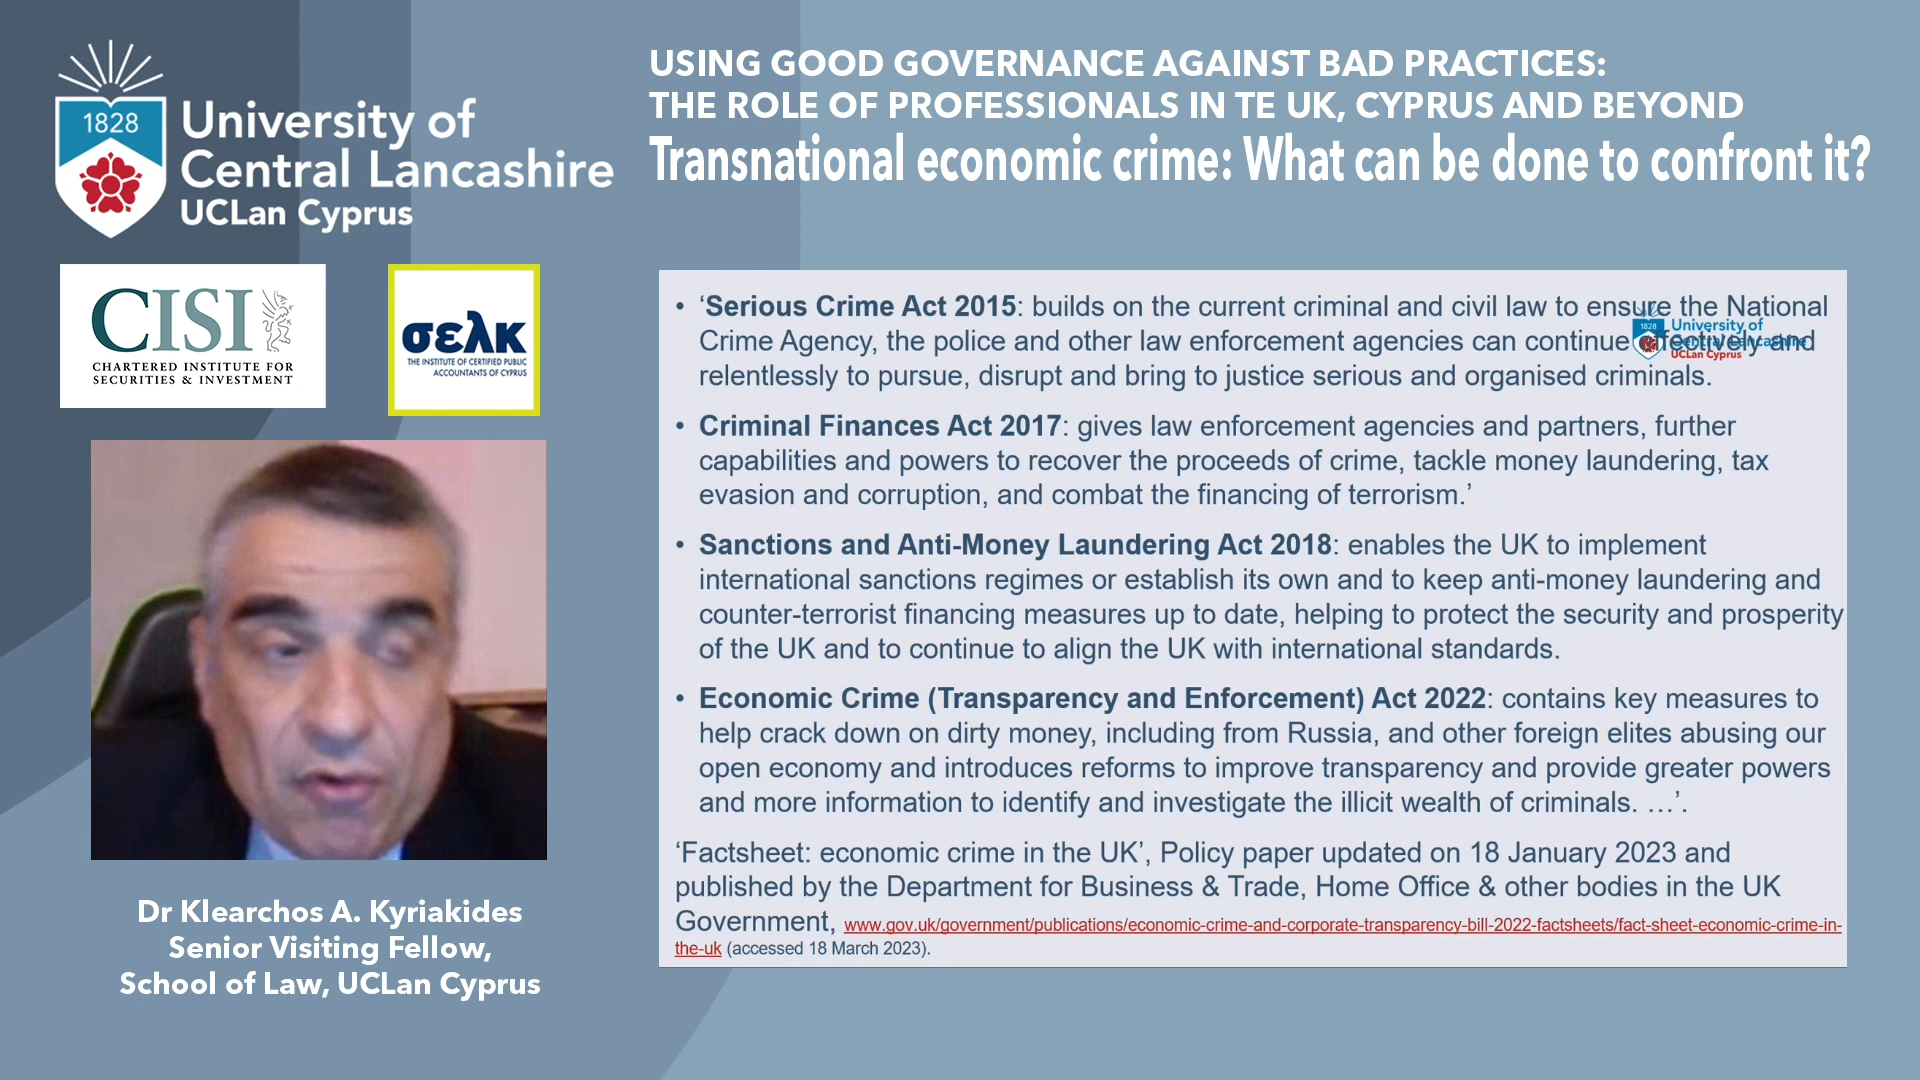 1828
University of
Central Lancashire
UCLan Cyprus
USING GOOD GOVERNANCE AGAINST BAD PRACTICES:
THE ROLE OF PROFESSIONALS IN TE UK, CYPRUS AND BEYOND
Transnational economic crime: What can be done to confront it?
CISI
CHARTERED INSTITUTE FOR
SECURITIES & INVESTMENT
σελκ
THE INSTITUTE OF CERTIFIED PUBLIC
ACCOUNTANTS OF CYPRUS
Dr Klearchos A. Kyriakides
Senior Visiting Fellow,
School of Law, UCLan Cyprus
• ‘Serious Crime Act 2015: builds on the current criminal and civil law to ensure the National
Crime Agency, the police and other law enforcement agencies can continue effectively and
relentlessly to pursue, disrupt and bring to justice serious and organised criminals.
1828
University of
Central Lancashire
UCLan Cyprus
• Criminal Finances Act 2017: gives law enforcement agencies and partners, further
capabilities and powers to recover the proceeds of crime, tackle money laundering, tax
evasion and corruption, and combat the financing of terrorism.’
• Sanctions and Anti-Money Laundering Act 2018: enables the UK to implement
international sanctions regimes or establish its own and to keep anti-money laundering and
counter-terrorist financing measures up to date, helping to protect the security and prosperity
of the UK and to continue to align the UK with international standards.
• Economic Crime (Transparency and Enforcement) Act 2022: contains key measures to
help crack down on dirty money, including from Russia, and other foreign elites abusing our
open economy and introduces reforms to improve transparency and provide greater powers
and more information to identify and investigate the illicit wealth of criminals. …’.
‘Factsheet: economic crime in the UK’, Policy paper updated on 18 January 2023 and
published by the Department for Business & Trade, Home Office & other bodies in the UK
Government, www.gov.uk/government/publications/economic-crime-and-corporate-transparency-bill-2022-factsheets/fact-sheet-economic-crime-in-
the-uk (accessed 18 March 2023).